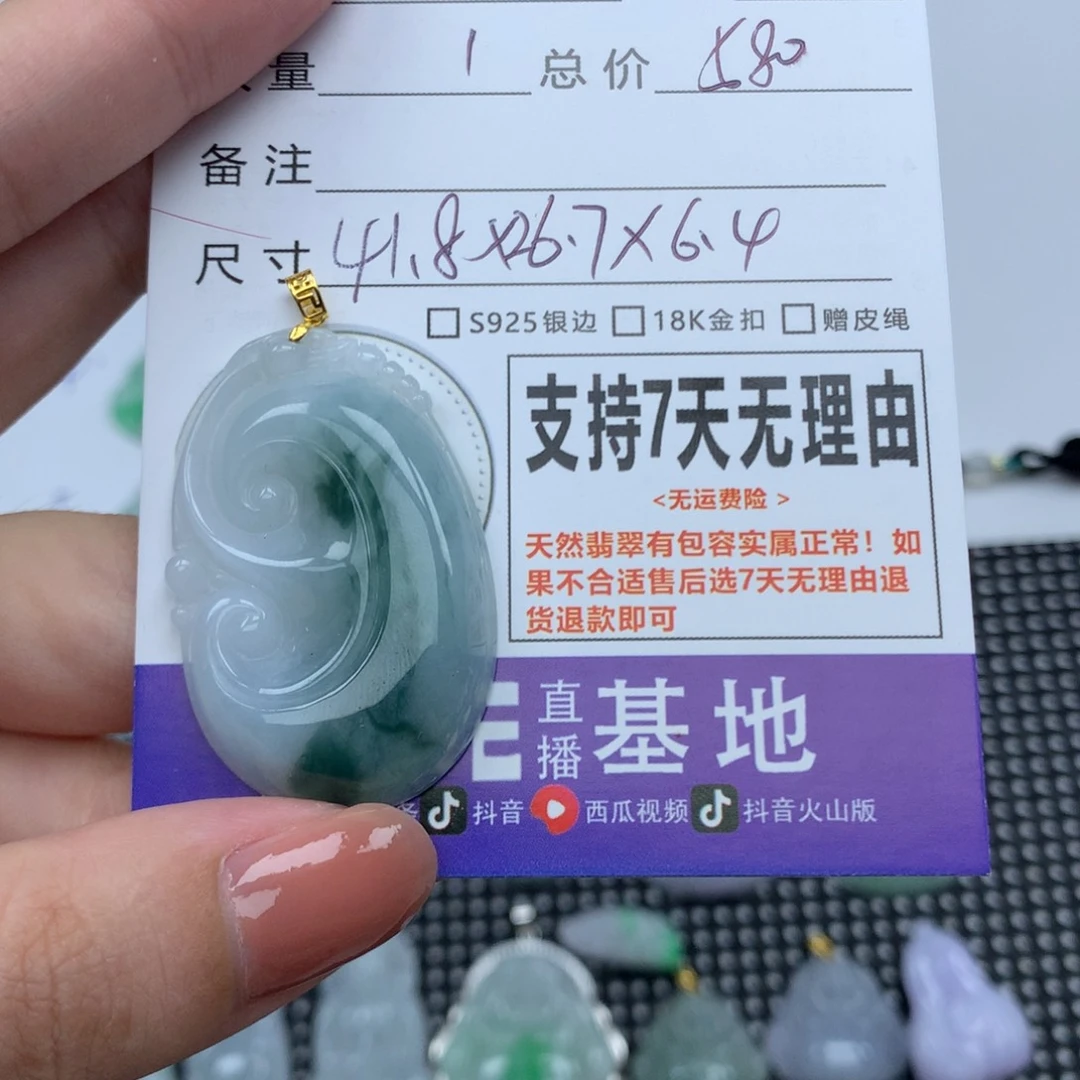 量 1 总价 580
备注
尺寸 41.8×26.7×6.4
□S925银边 □18K金扣 □赠皮绳
支持7天无理由
<无运费险 >
天然翡翠有包容实属正常！如
果不合适售后选7天无理由退
货退款即可
E 直播 基地
抖音 西瓜视频 抖音火山版